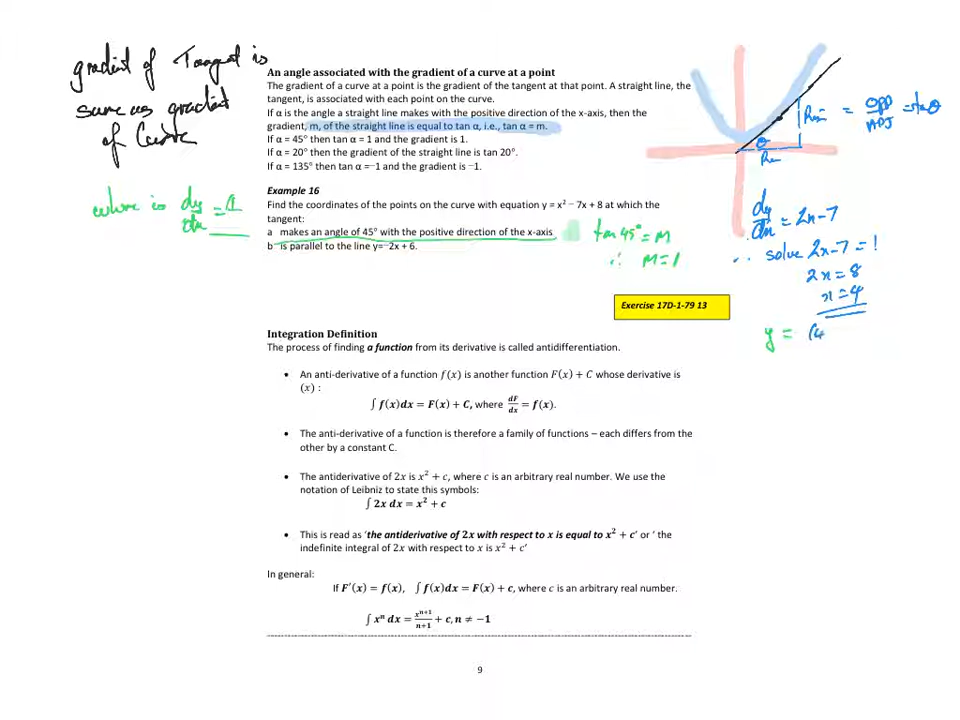 gradient of Tangent is
same as gradient
of Curve
An angle associated with the gradient of a curve at a point
The gradient of a curve at a point is the gradient of the tangent at that point. A straight line, the
tangent, is associated with each point on the curve.
If α is the angle a straight line makes with the positive direction of the x-axis, then the
gradient, m, of the straight line is equal to tan α, i.e., tan α = m.
If α = 45° then tan α = 1 and the gradient is 1.
If α = 20° then the gradient of the straight line is tan 20°.
If α = 135° then tan α =−1 and the gradient is −1.
Rise = OPP/ADJ = tan θ
θ
Run
where is dy/dx = 1
Example 16
Find the coordinates of the points on the curve with equation y = x² − 7x + 8 at which the
tangent:
a makes an angle of 45° with the positive direction of the x-axis
b is parallel to the line y=−2x + 6.
tan 45° = M
∴ M = 1
dy/dx = 2x-7
∴ solve 2x-7 = 1
2x = 8
x = 4
y = (4
Exercise 17D-1-79 13
Integration Definition
The process of finding a function from its derivative is called antidifferentiation.
• An anti-derivative of a function f(x) is another function F(x) + C whose derivative is
(x) :
∫ f(x)dx = F(x) + C, where dF/dx = f(x).
• The anti-derivative of a function is therefore a family of functions – each differs from the
other by a constant C.
• The antiderivative of 2x is x² + c, where c is an arbitrary real number. We use the
notation of Leibniz to state this symbols:
∫ 2x dx = x² + c
• This is read as 'the antiderivative of 2x with respect to x is equal to x² + c' or ' the
indefinite integral of 2x with respect to x is x² + c'
In general:
If F'(x) = f(x), ∫ f(x)dx = F(x) + c, where c is an arbitrary real number.
∫ xⁿ dx = xⁿ⁺¹/n+1 + c, n ≠ −1
9